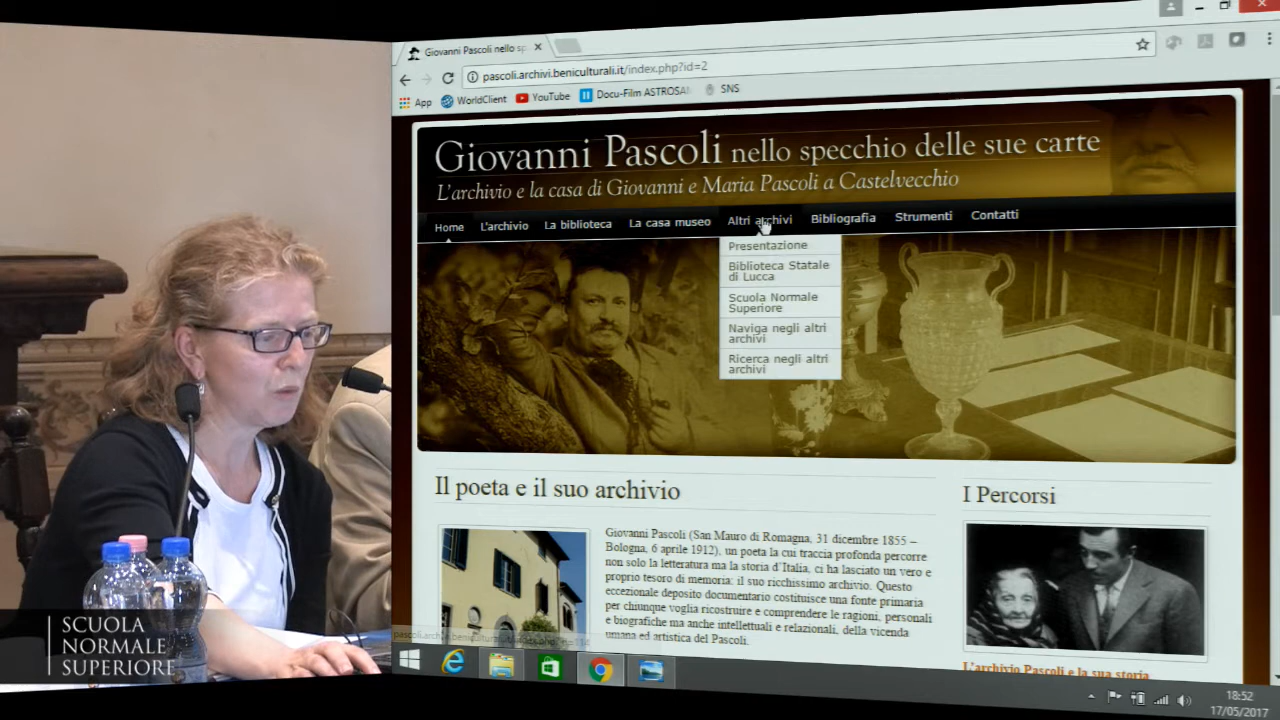 Giovanni Pascoli nello sp
pascoli.archivi.beniculturali.it/index.php?id=2
App WorldClient YouTube Docu-Film ASTROSA SNS
Giovanni Pascoli nello specchio delle sue carte
L'archivio e la casa di Giovanni e Maria Pascoli a Castelvecchio
Home L'archivio La biblioteca La casa museo Altri archivi Bibliografia Strumenti Contatti
Presentazione
Biblioteca Statale
di Lucca
Scuola Normale
Superiore
Naviga negli altri
archivi
Ricerca negli altri
archivi
Il poeta e il suo archivio
Giovanni Pascoli (San Mauro di Romagna, 31 dicembre 1855 –
Bologna, 6 aprile 1912), un poeta la cui traccia profonda percorre
non solo la letteratura ma la storia d'Italia, ci ha lasciato un vero e
proprio tesoro di memoria: il suo ricchissimo archivio. Questo
eccezionale deposito documentario costituisce una fonte primaria
per chiunque voglia ricostruire e comprendere le ragioni, personali
e biografiche ma anche intellettuali e relazionali, della vicenda
umana ed artistica del Pascoli.
I Percorsi
L'archivio Pascoli e la sua storia
18:52
17/05/2017
SCUOLA
NORMALE
SUPERIORE